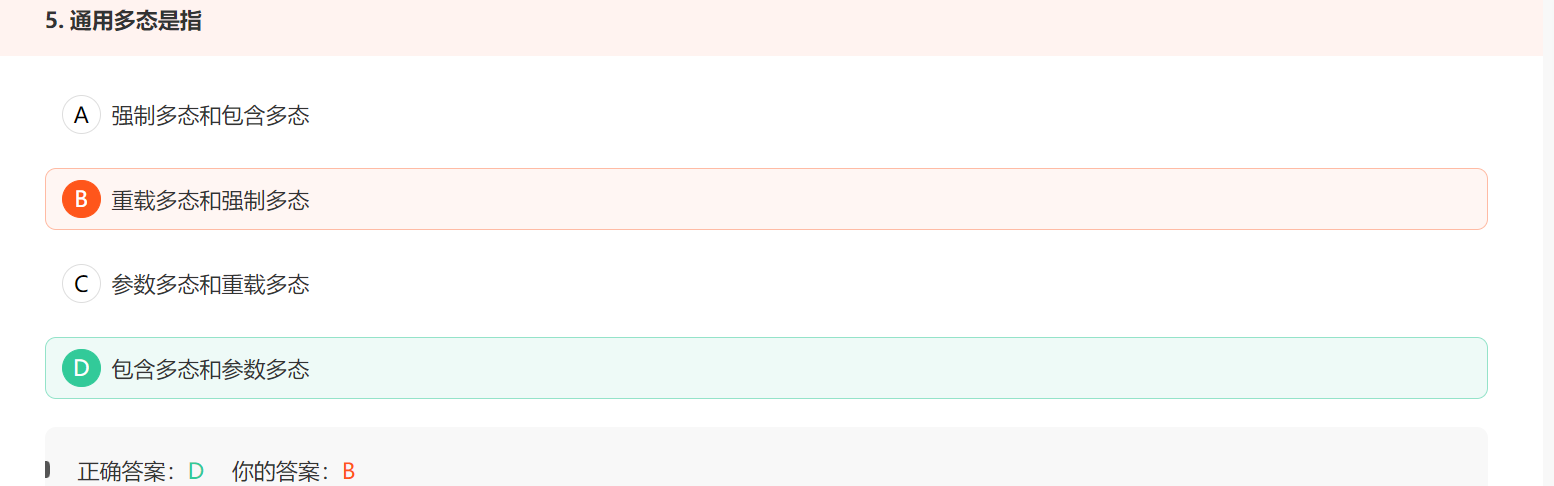 5. 通用多态是指
A 强制多态和包含多态
B 重载多态和强制多态
C 参数多态和重载多态
D 包含多态和参数多态
正确答案：D 你的答案：B